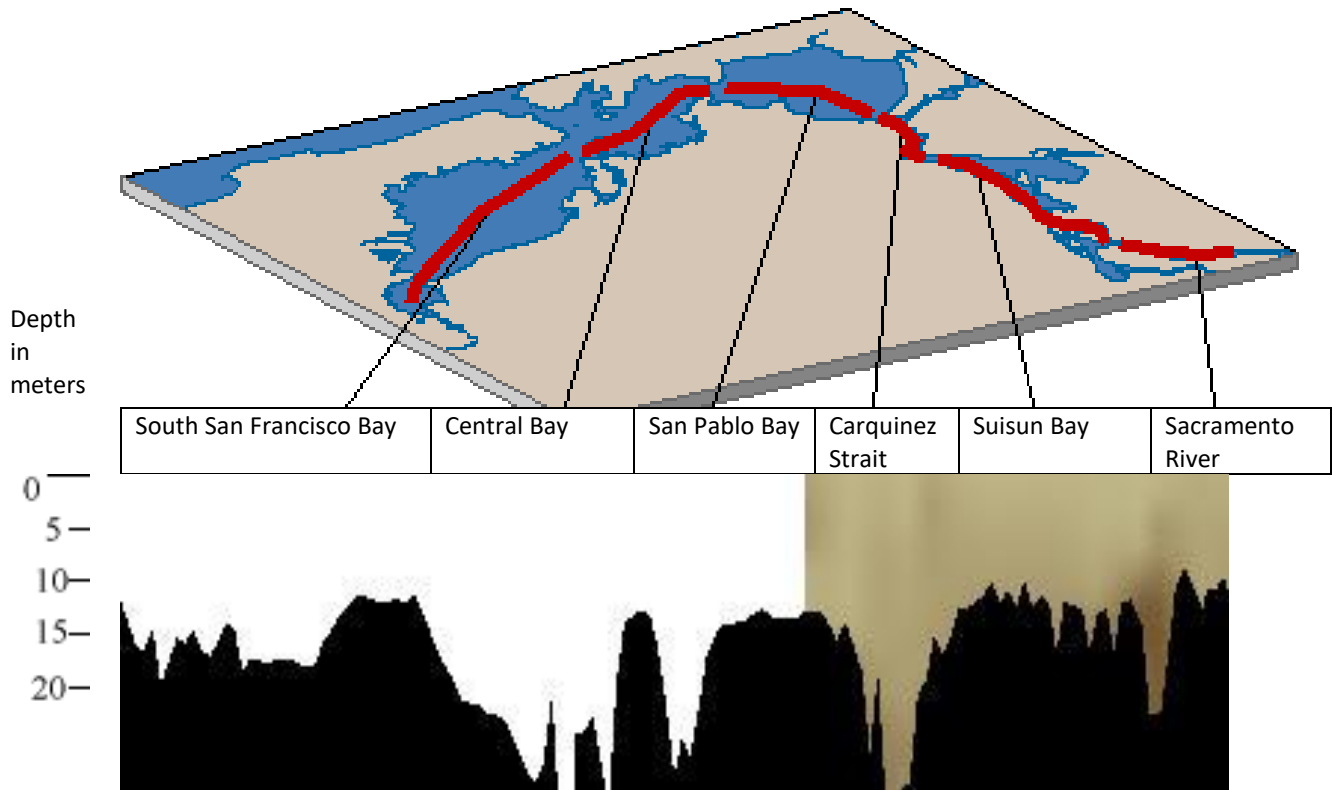 Depth
in
meters
South San Francisco Bay
Central Bay
San Pablo Bay
Carquinez
Strait
Suisun Bay
Sacramento
River
0
5
10
15
20